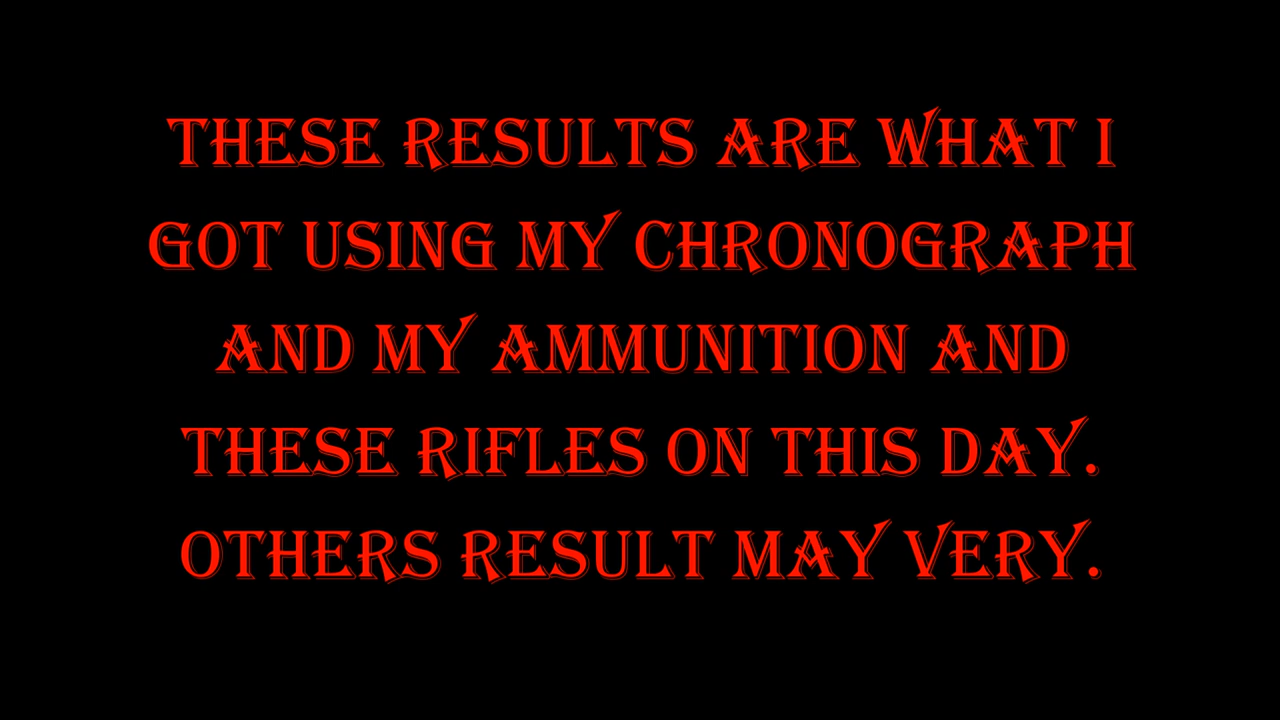 THESE RESULTS ARE WHAT I
GOT USING MY CHRONOGRAPH
AND MY AMMUNITION AND
THESE RIFLES ON THIS DAY.
OTHERS RESULT MAY VERY.